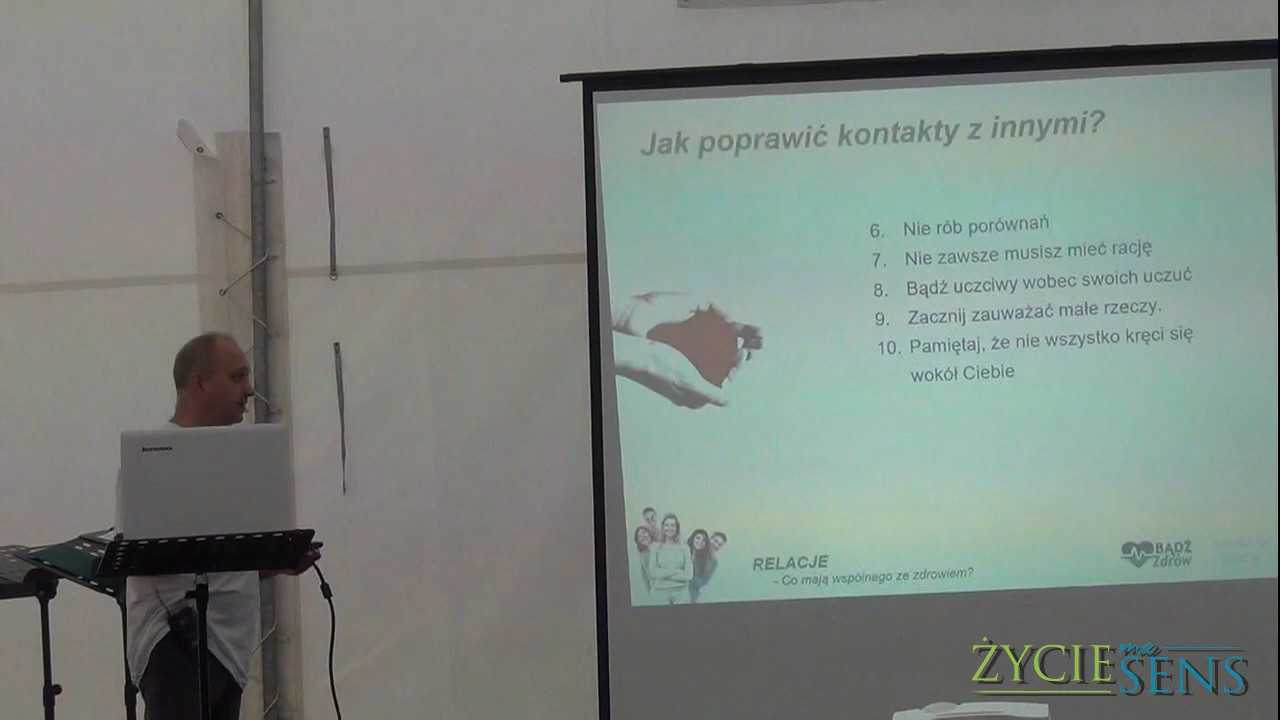 Jak poprawić kontakty z innymi?
6. Nie rób porównań
7. Nie zawsze musisz mieć rację
8. Bądź uczciwy wobec swoich uczuć
9. Zacznij zauważać małe rzeczy.
10. Pamiętaj, że nie wszystko kręci się
wokół Ciebie
lenovo
RELACJE
- Co mają wspólnego ze zdrowiem?
BĄDŹ
Zdrów
ŻYCIE ma
SENS